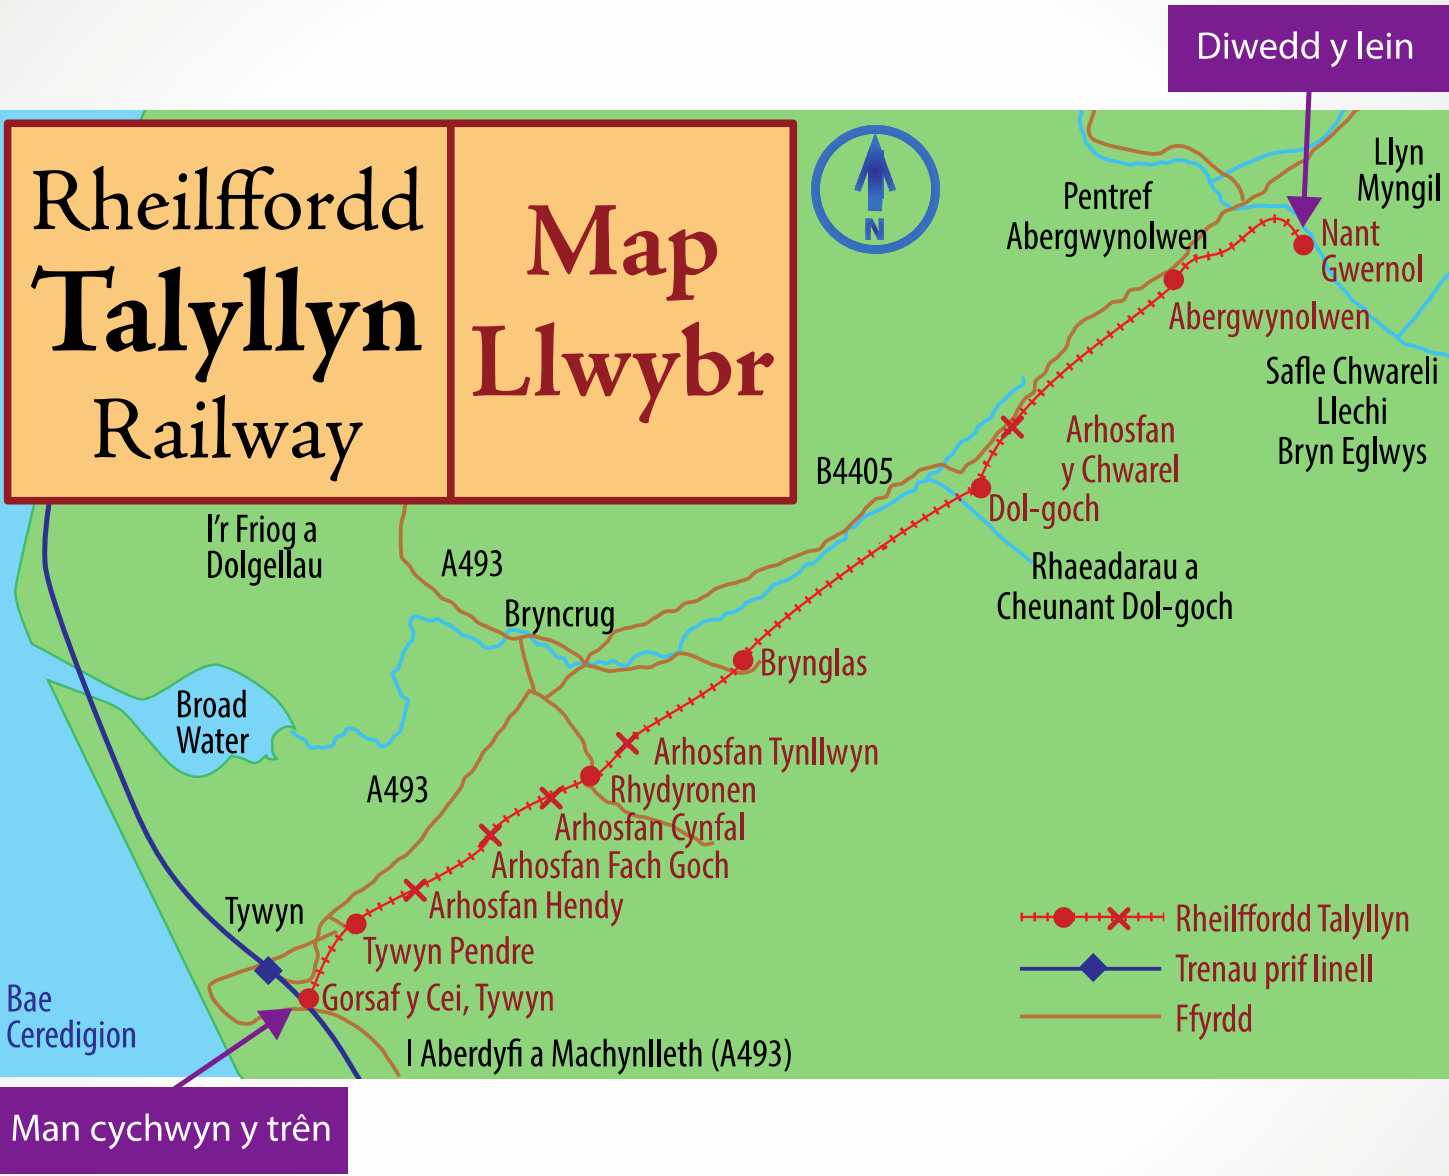 Diwedd y lein
Rheilffordd
Talyllyn
Railway
Map
Llwybr
N
Llyn
Myngil
Pentref
Abergwynolwen
Nant
Gwernol
Abergwynolwen
Safle Chwareli
Llechi
Bryn Eglwys
Arhosfan
y Chwarel
B4405
Dol-goch
I'r Friog a
Dolgellau
A493
Rhaeadarau a
Cheunant Dol-goch
Bryncrug
Brynglas
Broad
Water
Arhosfan Tynllwyn
A493
Rhydyronen
Arhosfan Cynfal
Arhosfan Fach Goch
Tywyn
Arhosfan Hendy
Tywyn Pendre
Gorsaf y Cei, Tywyn
Bae
Ceredigion
I Aberdyfi a Machynlleth (A493)
Rheilffordd Talyllyn
Trenau prif linell
Ffyrdd
Man cychwyn y trên